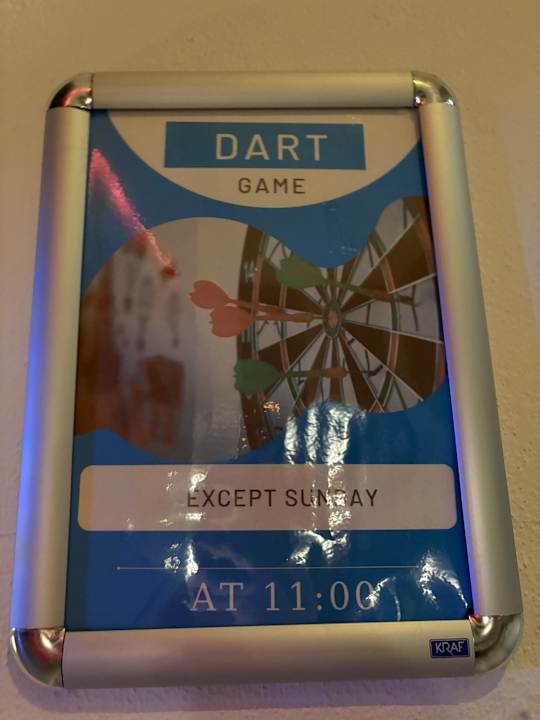 DART
GAME
EXCEPT SUNDAY
AT 11:00
KRAF